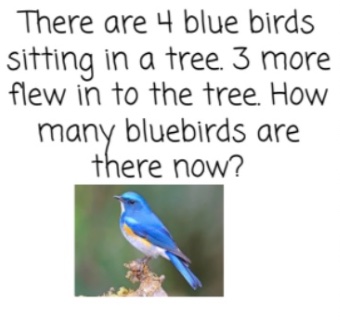 There are 4 blue birds
sitting in a tree. 3 more
flew in to the tree. How
many bluebirds are
there now?